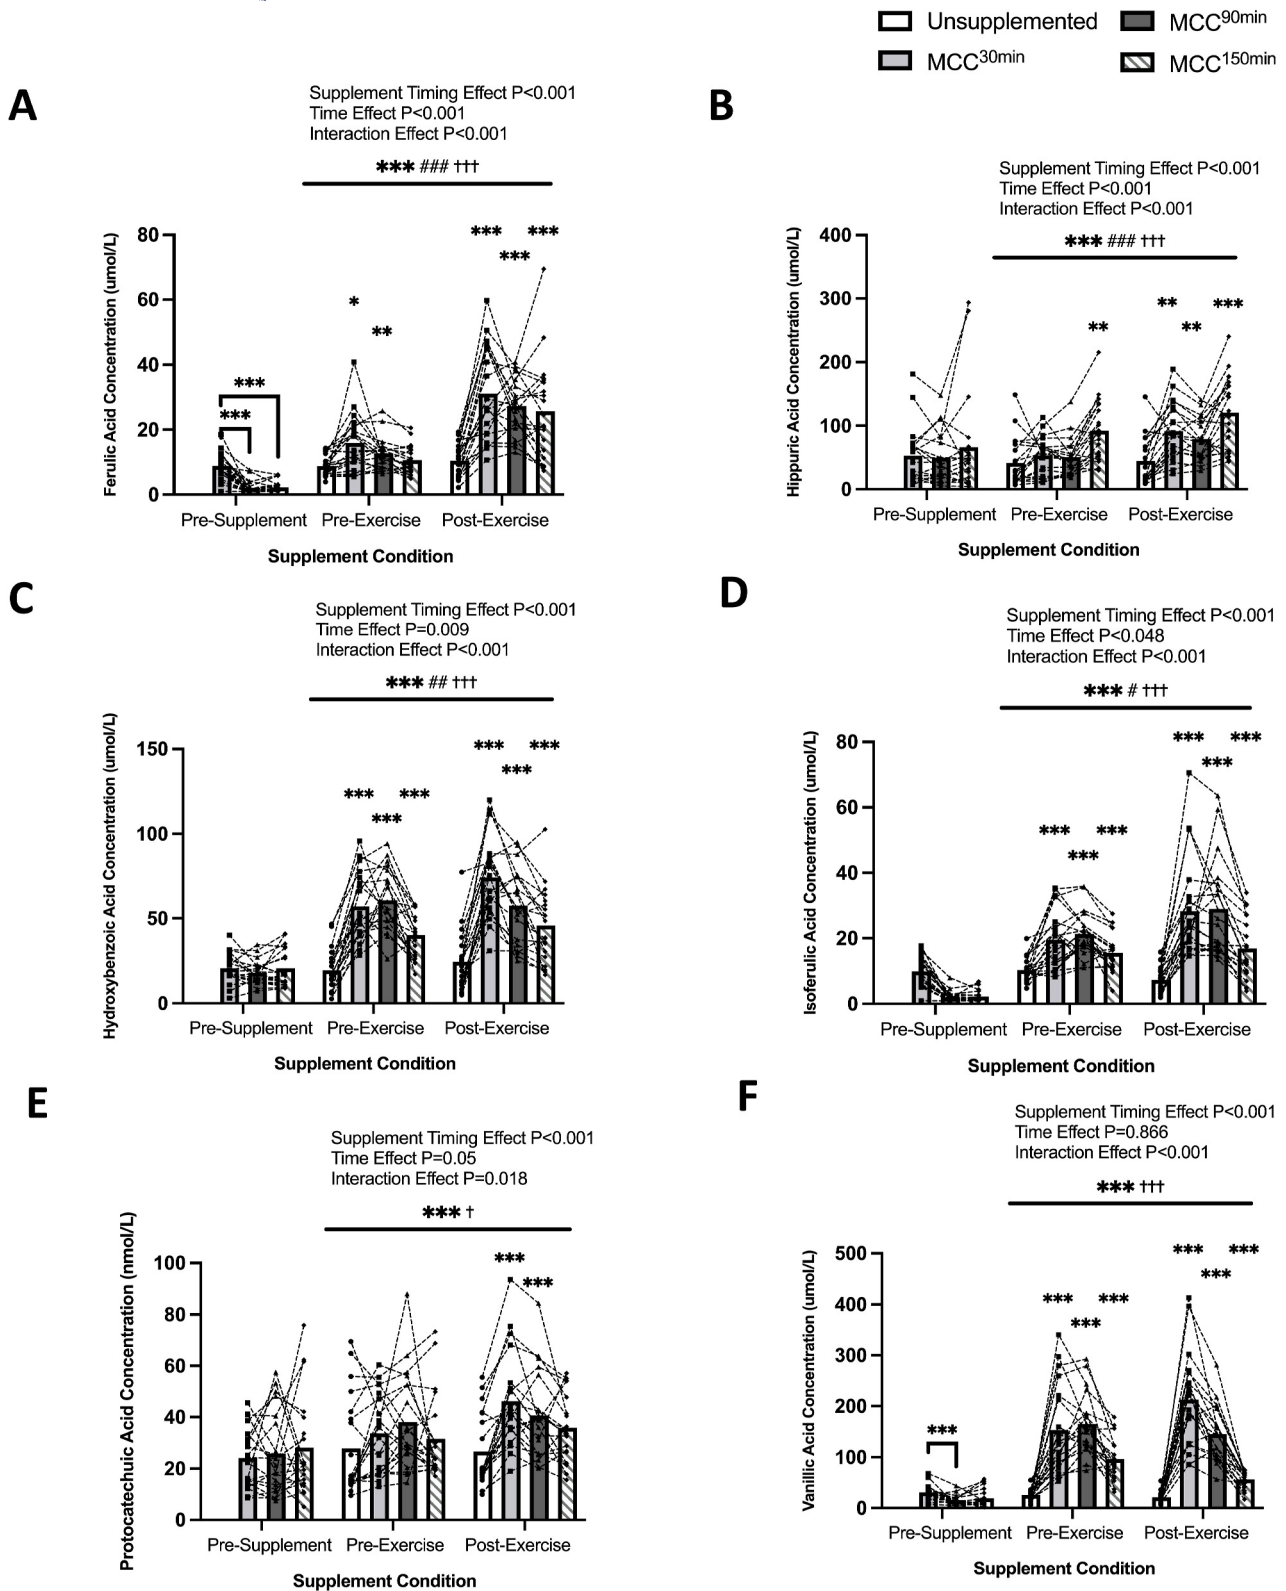 Unsupplemented
MCC90min
MCC30min
MCC150min
A
Supplement Timing Effect P<0.001
Time Effect P<0.001
Interaction Effect P<0.001
*** ### †††
Ferulic Acid Concentration (umol/L)
80
60
40
20
0
*** ***
***
*
**
***
***
Pre-Supplement Pre-Exercise Post-Exercise
Supplement Condition
B
Supplement Timing Effect P<0.001
Time Effect P<0.001
Interaction Effect P<0.001
*** ### †††
Hippuric Acid Concentration (umol/L)
400
300
200
100
0
** ***
** **
Pre-Supplement Pre-Exercise Post-Exercise
Supplement Condition
C
Supplement Timing Effect P<0.001
Time Effect P=0.009
Interaction Effect P<0.001
*** ## †††
Hydroxybenzoic Acid Concentration (umol/L)
150
100
50
0
*** ***
***
*** ***
***
Pre-Supplement Pre-Exercise Post-Exercise
Supplement Condition
D
Supplement Timing Effect P<0.001
Time Effect P<0.048
Interaction Effect P<0.001
*** # †††
Isoferulic Acid Concentration (umol/L)
80
60
40
20
0
*** ***
***
*** ***
***
Pre-Supplement Pre-Exercise Post-Exercise
Supplement Condition
E
Supplement Timing Effect P<0.001
Time Effect P=0.05
Interaction Effect P=0.018
*** †
Protocatechuic Acid Concentration (nmol/L)
100
80
60
40
20
0
***
***
Pre-Supplement Pre-Exercise Post-Exercise
Supplement Condition
F
Supplement Timing Effect P<0.001
Time Effect P=0.866
Interaction Effect P<0.001
*** †††
Vanillic Acid Concentration (umol/L)
500
400
300
200
100
0
*** ***
***
*** ***
***
***
Pre-Supplement Pre-Exercise Post-Exercise
Supplement Condition